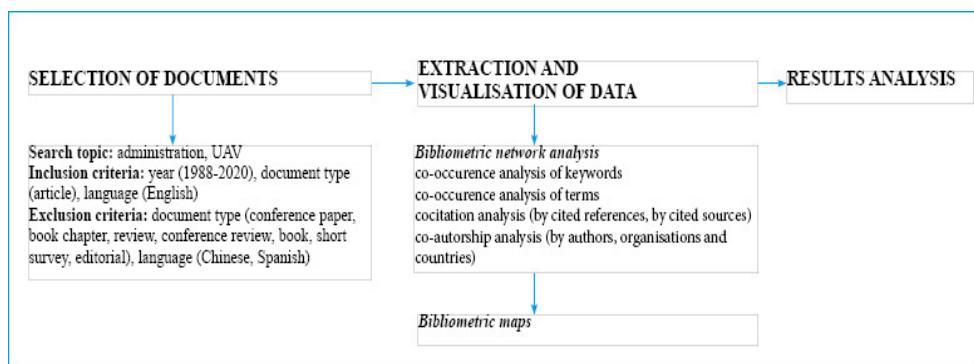 SELECTION OF DOCUMENTS
EXTRACTION AND
VISUALISATION OF DATA
RESULTS ANALYSIS
Search topic: administration, UAV
Inclusion criteria: year (1988-2020), document type
(article), language (English)
Exclusion criteria: document type (conference paper,
book chapter, review, conference review, book, short
survey, editorial), language (Chinese, Spanish)
Bibliometric network analysis
co-occurence analysis of keywords
co-occurence analysis of terms
cocitation analysis (by cited references, by cited sources)
co-autorship analysis (by authors, organisations and
countries)
Bibliometric maps